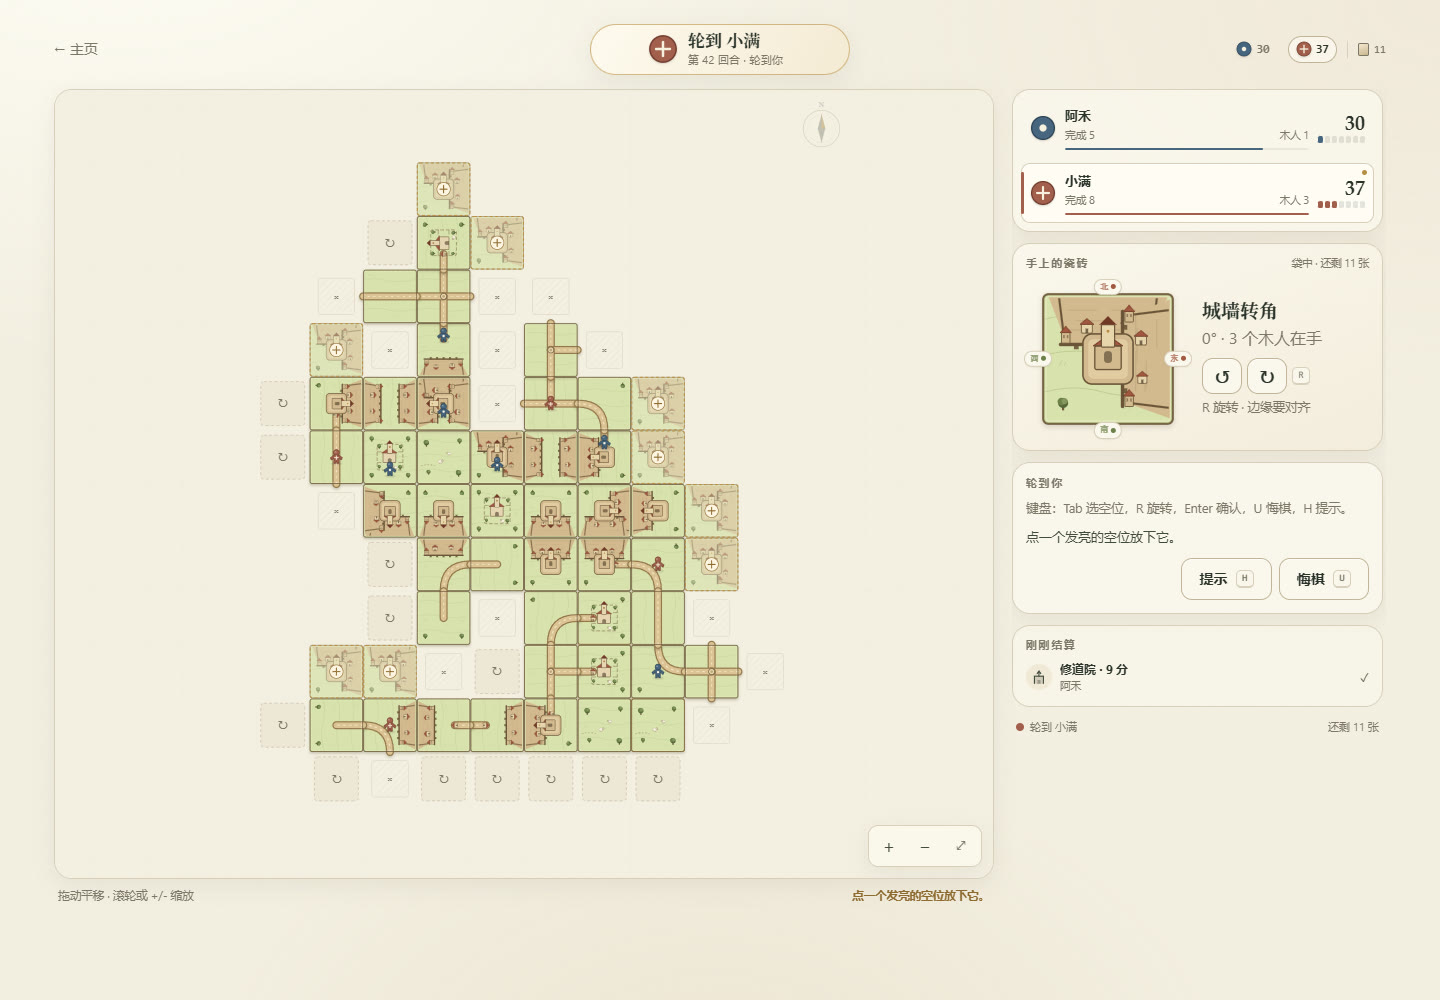 ← 主页
轮到 小满
第 42 回合 · 轮到你
30
37
11
N
阿禾
完成 5
木人 1
30
小满
完成 8
木人 3
37
手上的瓷砖
袋中 · 还剩 11 张
北
西
东
南
城墙转角
0° · 3 个木人在手
↺
↻
R
R 旋转 · 边缘要对齐
轮到你
键盘：Tab 选空位，R 旋转，Enter 确认，U 悔棋，H 提示。
点一个发亮的空位放下它。
提示 H
悔棋 U
刚刚结算
修道院 · 9 分
阿禾
✓
轮到 小满
还剩 11 张
+ − ⤢
拖动平移 · 滚轮或 +/- 缩放
点一个发亮的空位放下它。